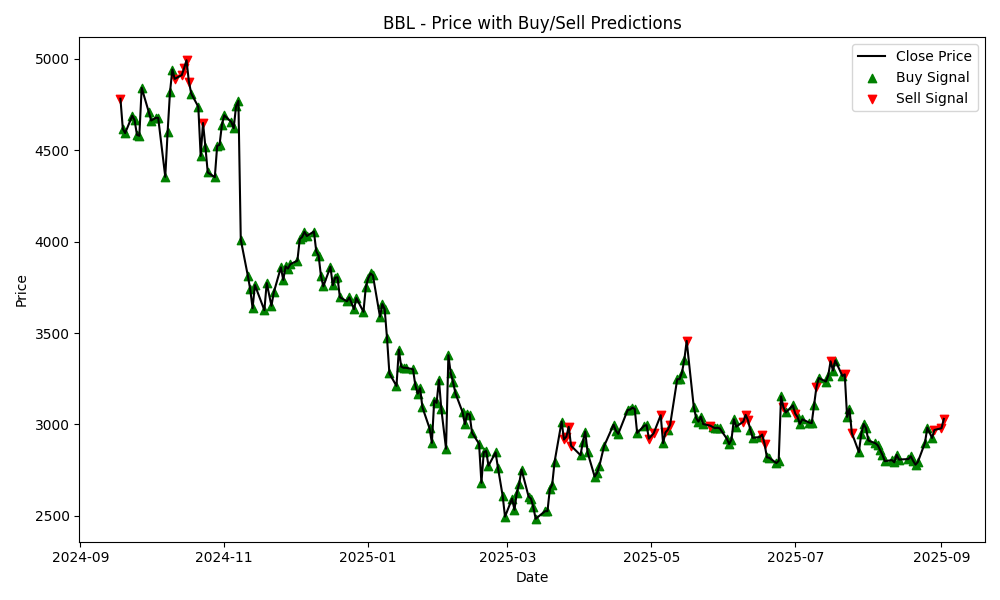 BBL - Price with Buy/Sell Predictions
Close Price
Buy Signal
Sell Signal
5000
4500
4000
3500
3000
2500
Price
2024-09 2024-11 2025-01 2025-03 2025-05 2025-07 2025-09
Date